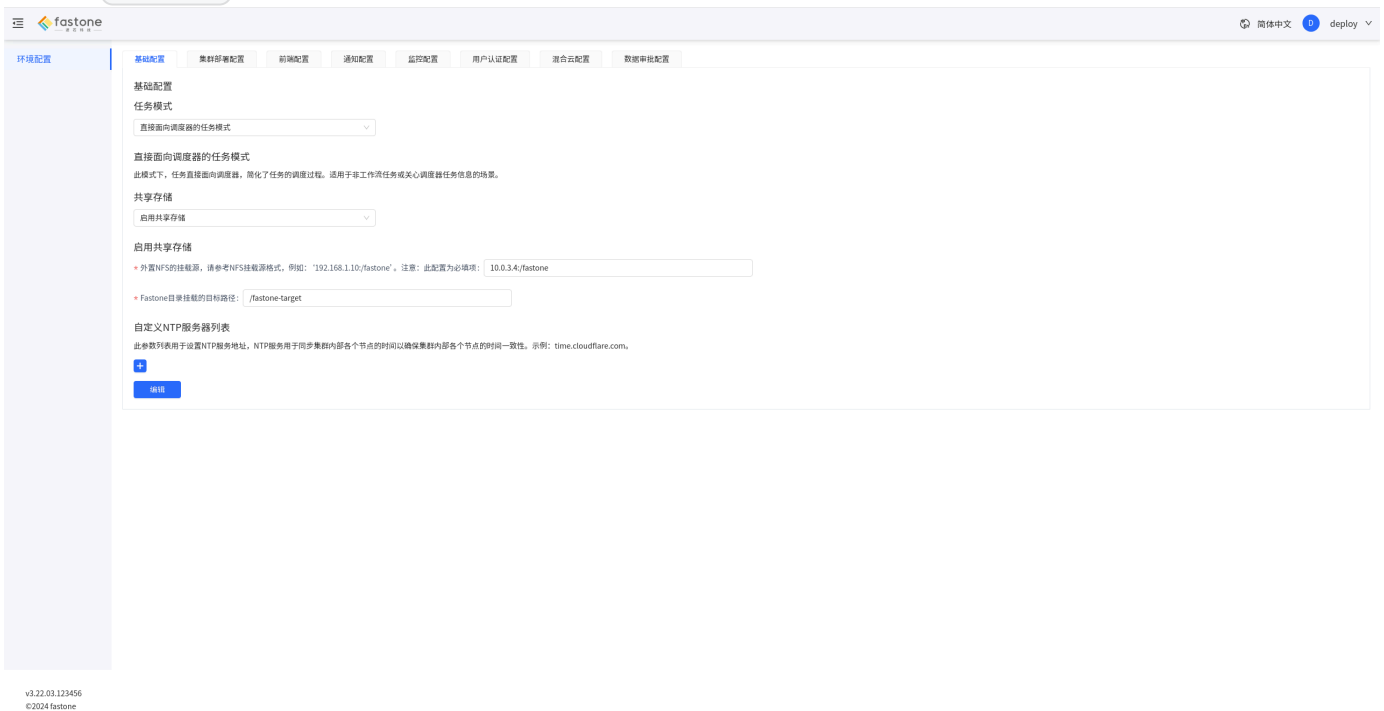 fastone
简体中文 D deploy
环境配置
基础配置 集群部署配置 前端配置 通知配置 监控配置 用户认证配置 混合云配置 数据审批配置
基础配置
任务模式
直接面向调度器的任务模式
直接面向调度器的任务模式
此模式下，任务直接面向调度器，简化了任务的调度过程。适用于非工作流任务或关心调度器任务信息的场景。
共享存储
启用共享存储
启用共享存储
* 外置NFS的挂载源，请参考NFS挂载源格式，例如：'192.168.1.10:/fastone'。注意：此配置为必填项： 10.0.3.4:/fastone
* Fastone目录挂载的目标路径： /fastone-target
自定义NTP服务器列表
此参数列表用于设置NTP服务地址，NTP服务用于同步集群内部各个节点的时间以确保集群内部各个节点的时间一致性。示例：time.cloudflare.com。
+
编辑
v3.22.03.123456
©2024 fastone